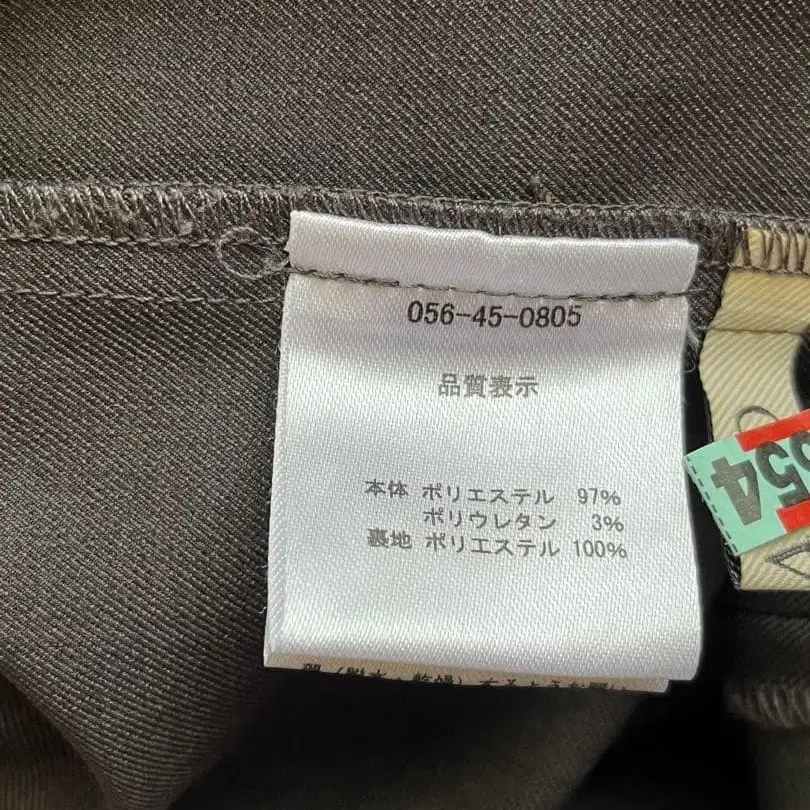 056-45-0805
品質表示
本体 ポリエステル 97%
ポリウレタン 3%
裏地 ポリエステル 100%
554